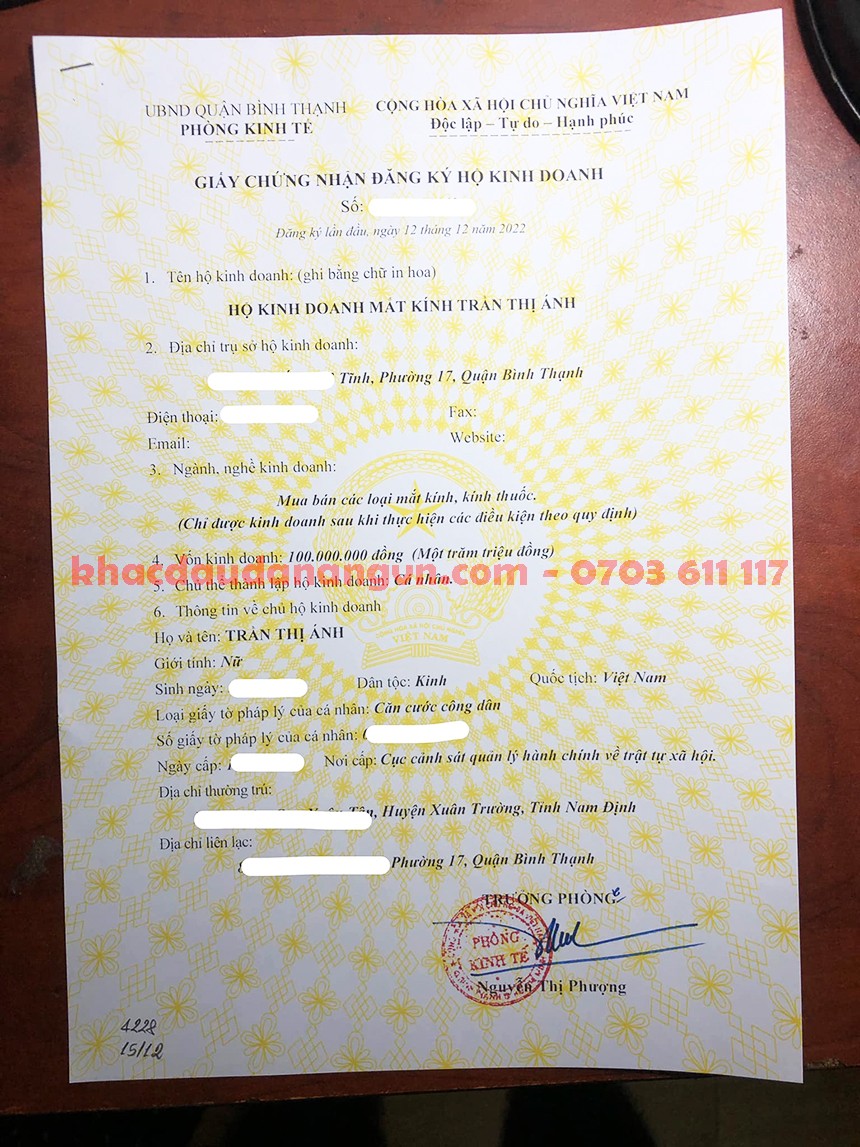 UBND QUẬN BÌNH THẠNH
PHÒNG KINH TẾ
CỘNG HÒA XÃ HỘI CHỦ NGHĨA VIỆT NAM
Độc lập – Tự do – Hạnh phúc
GIẤY CHỨNG NHẬN ĐĂNG KÝ HỘ KINH DOANH
Số:
Đăng ký lần đầu, ngày 12 tháng 12 năm 2022
1. Tên hộ kinh doanh: (ghi bằng chữ in hoa)
HỘ KINH DOANH MẮT KÍNH TRẦN THỊ ÁNH
2. Địa chỉ trụ sở hộ kinh doanh:
Tĩnh, Phường 17, Quận Bình Thạnh
Điện thoại: Fax:
Email: Website:
3. Ngành, nghề kinh doanh:
Mua bán các loại mắt kính, kính thuốc.
(Chỉ được kinh doanh sau khi thực hiện các điều kiện theo quy định)
4. Vốn kinh doanh: 100.000.000 đồng (Một trăm triệu đồng)
khacdaudanangun.com - 0703 611 117
5. Chủ thể thành lập hộ kinh doanh: Cá nhân.
6. Thông tin về chủ hộ kinh doanh
Họ và tên: TRẦN THỊ ÁNH
Giới tính: Nữ
Sinh ngày: Dân tộc: Kinh Quốc tịch: Việt Nam
Loại giấy tờ pháp lý của cá nhân: Căn cước công dân
Số giấy tờ pháp lý của cá nhân:
Ngày cấp: Nơi cấp: Cục cảnh sát quản lý hành chính về trật tự xã hội.
Địa chỉ thường trú:
Huyện Xuân Trường, Tỉnh Nam Định
Địa chỉ liên lạc:
Phường 17, Quận Bình Thạnh
TRƯỞNG PHÒNG
PHÒNG
KINH TẾ
Nguyễn Thị Phượng
VIỆT NAM
4228
15/12